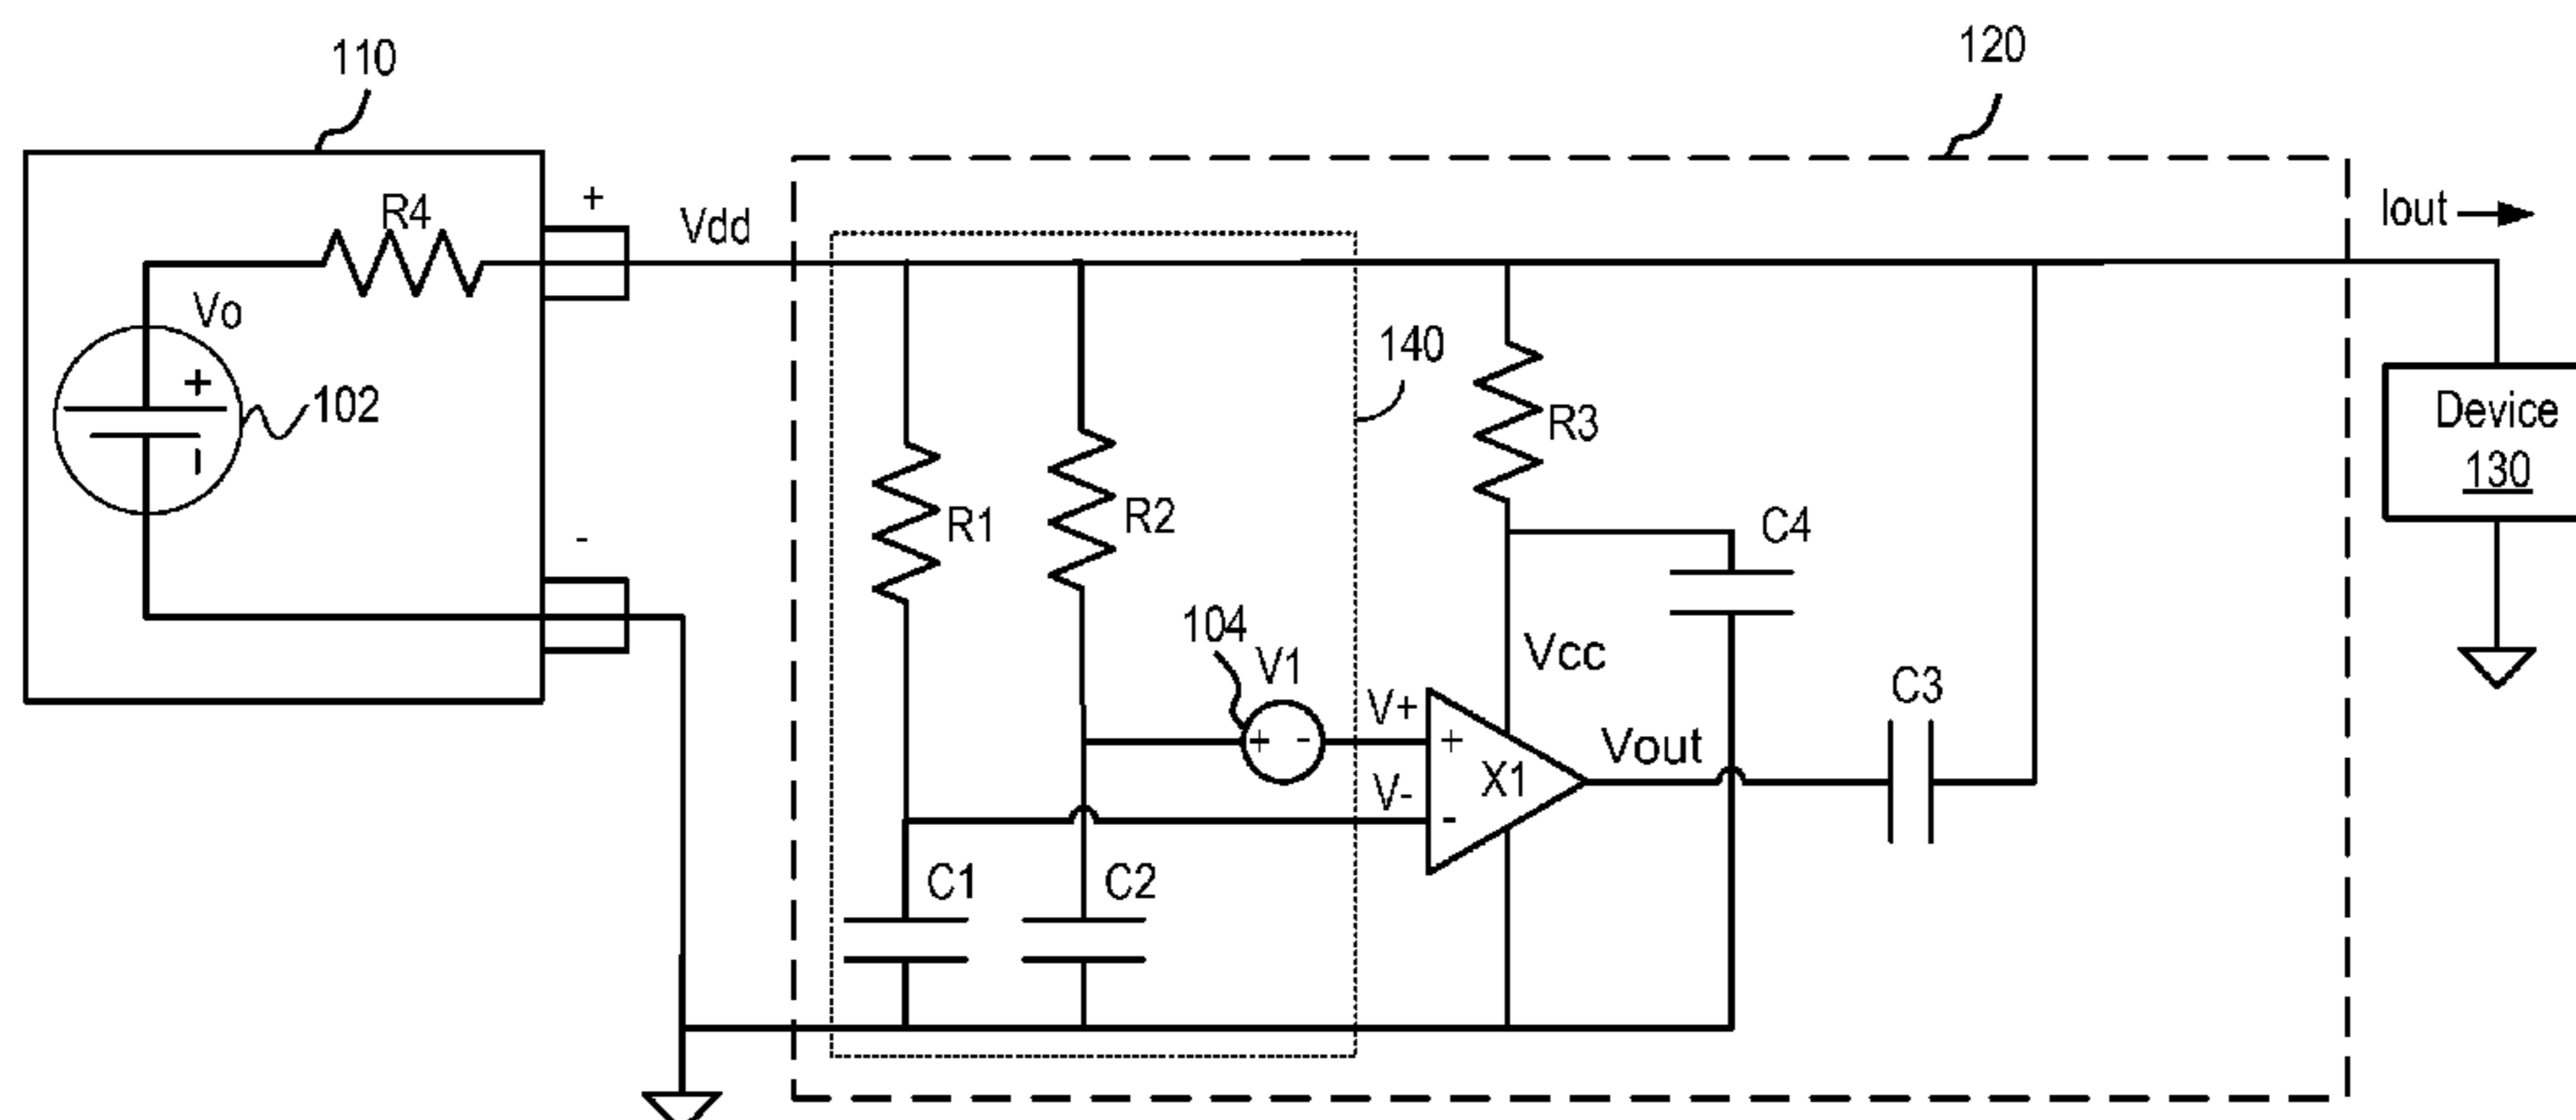 110
120
R4
+
Vdd
Iout
Vo
+
102
-
-
140
R3
Device
130
R1
R2
C4
104
V1
Vcc
C3
V+
+ -
+
Vout
X1
V-
-
C1
C2